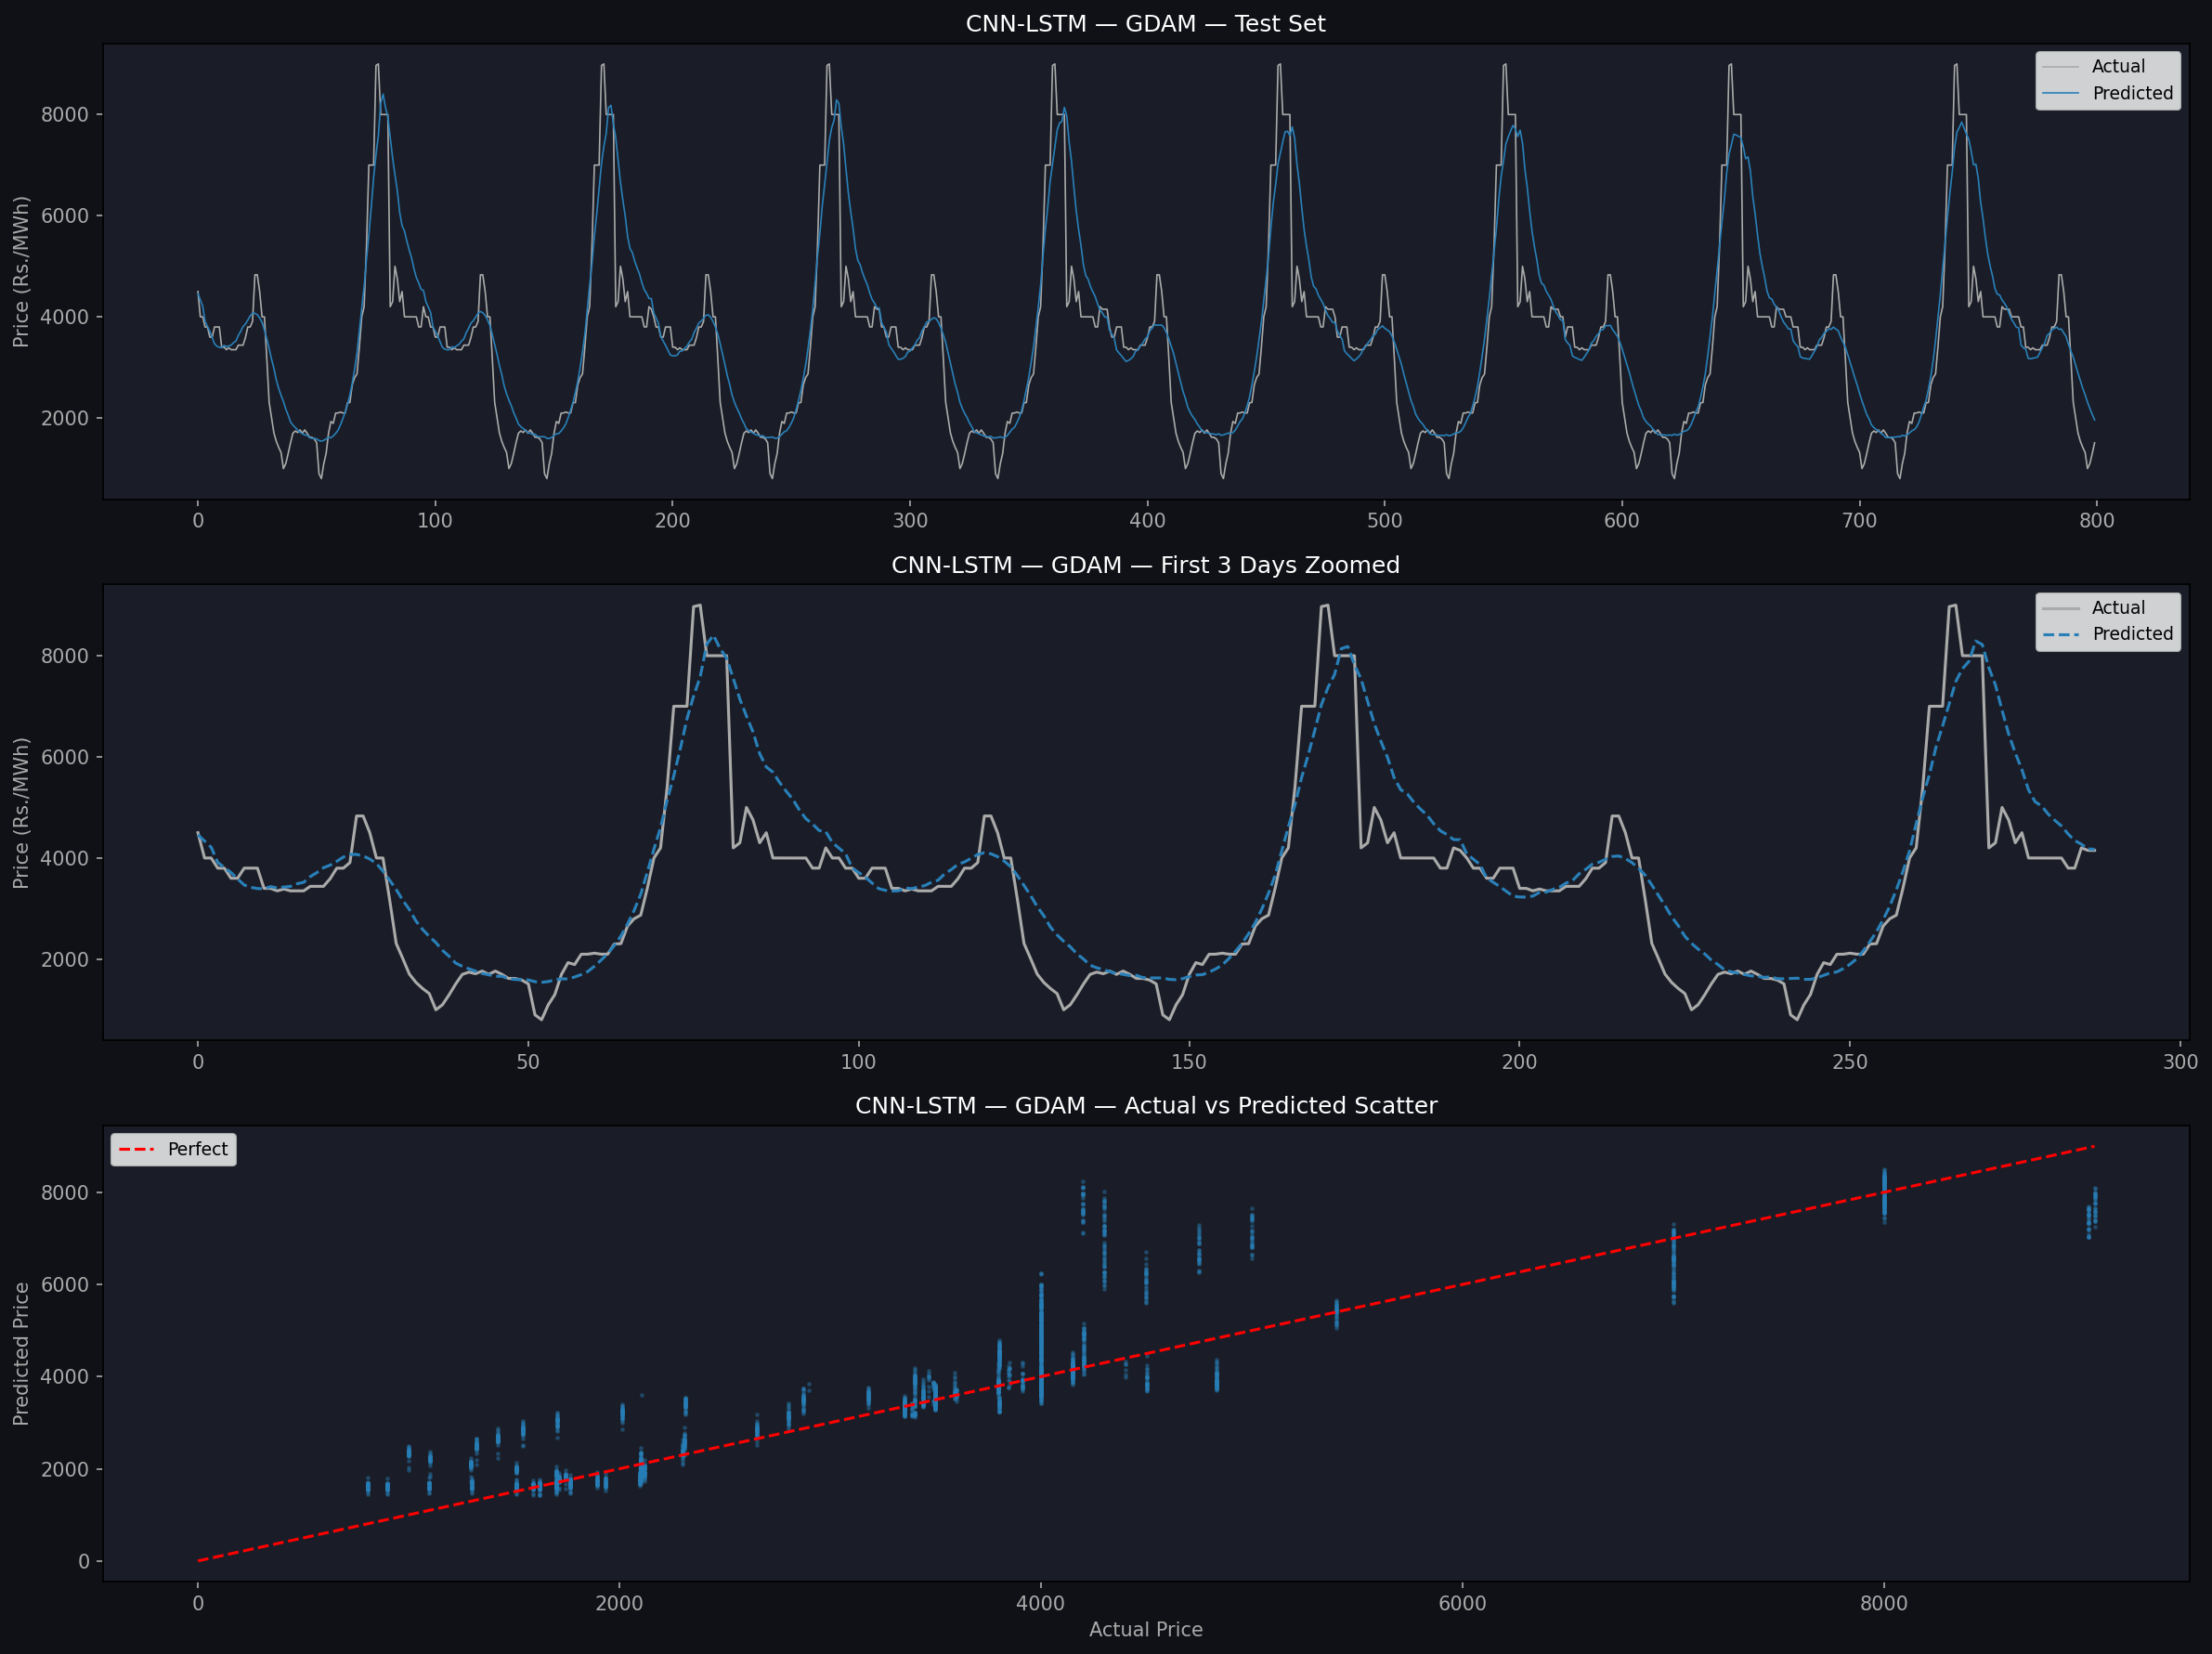 CNN-LSTM — GDAM — Test Set
Price (Rs./MWh)
8000
6000
4000
2000
Actual
Predicted
0 100 200 300 400 500 600 700 800
CNN-LSTM — GDAM — First 3 Days Zoomed
Price (Rs./MWh)
8000
6000
4000
2000
Actual
Predicted
0 50 100 150 200 250 300
CNN-LSTM — GDAM — Actual vs Predicted Scatter
Predicted Price
Perfect
8000
6000
4000
2000
0
0 2000 4000 6000 8000
Actual Price